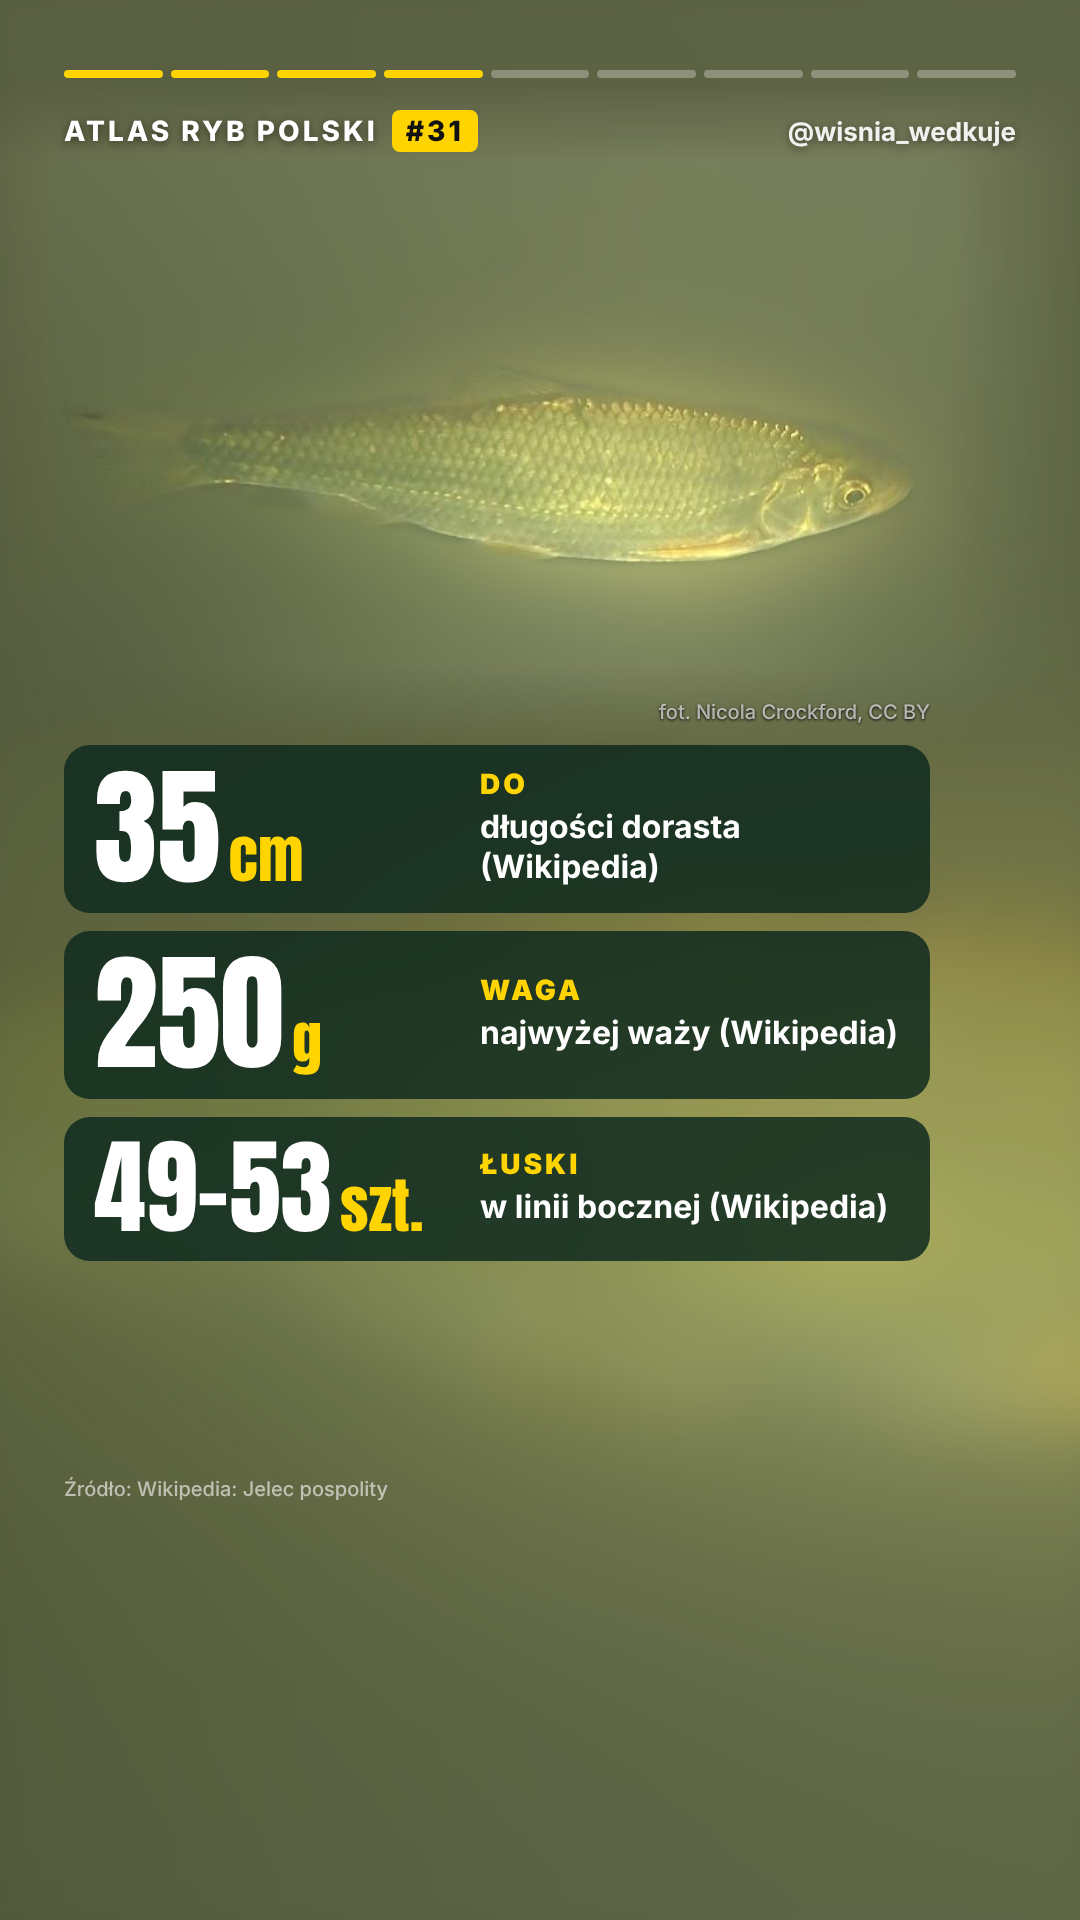 ATLAS RYB POLSKI #31
@wisnia_wedkuje
fot. Nicola Crockford, CC BY
35 cm
DO
długości dorasta
(Wikipedia)
250 g
WAGA
najwyżej waży (Wikipedia)
49-53 szt.
ŁUSKI
w linii bocznej (Wikipedia)
Źródło: Wikipedia: Jelec pospolity